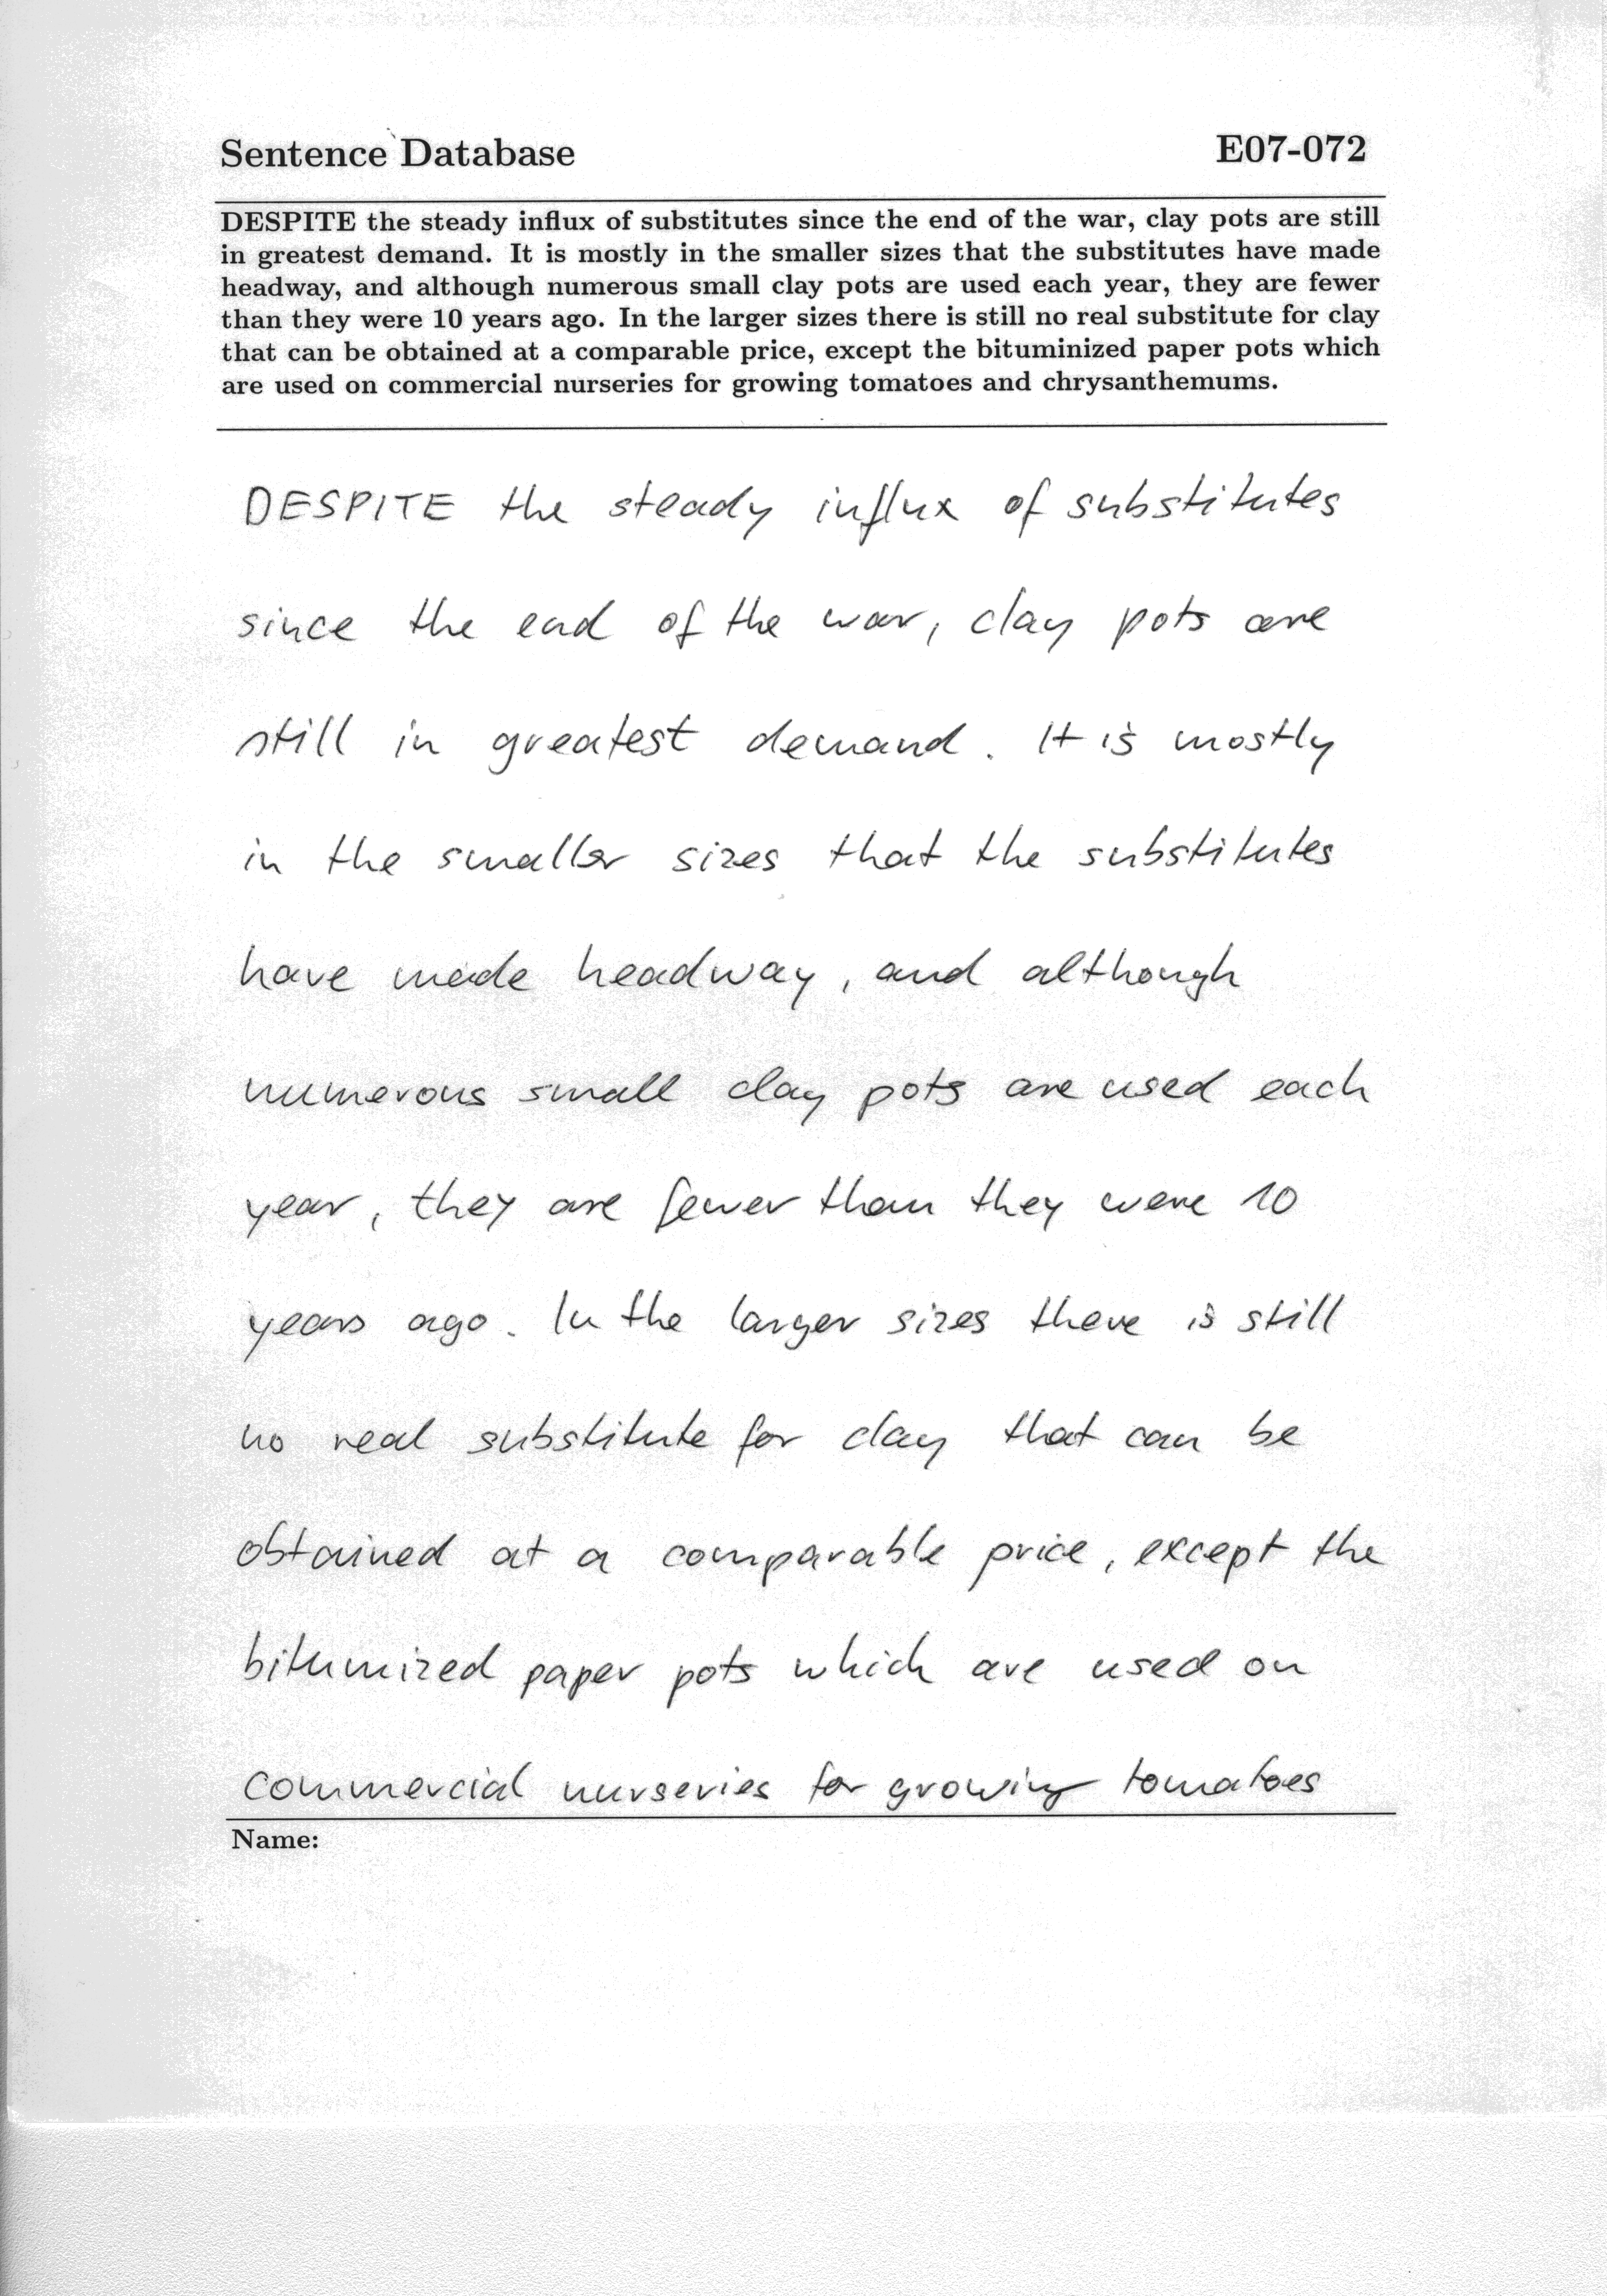 Sentence Database E07-072
DESPITE the steady influx of substitutes since the end of the war, clay pots are still
in greatest demand. It is mostly in the smaller sizes that the substitutes have made
headway, and although numerous small clay pots are used each year, they are fewer
than they were 10 years ago. In the larger sizes there is still no real substitute for clay
that can be obtained at a comparable price, except the bituminized paper pots which
are used on commercial nurseries for growing tomatoes and chrysanthemums.
DESPITE the steady influx of substitutes
since the end of the war, clay pots are
still in greatest demand. It is mostly
in the smaller sizes that the substitutes
have made headway, and although
numerous small clay pots are used each
year, they are fewer than they were 10
years ago. In the larger sizes there is still
no real substitute for clay that can be
obtained at a comparable price, except the
bitumized paper pots which are used on
commercial nurseries for growing tomatoes
Name: